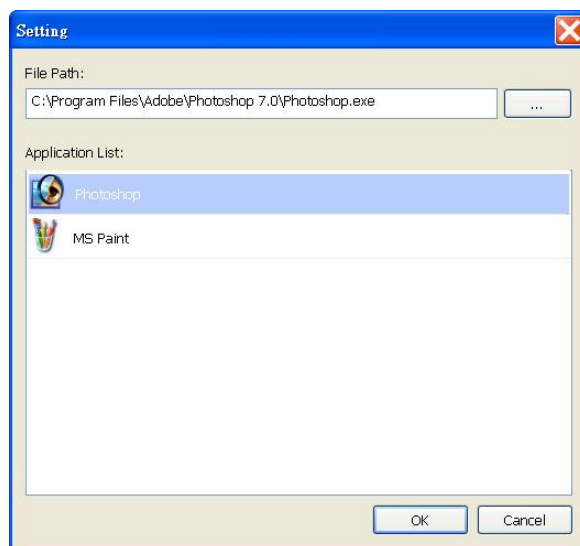 Setting
File Path:
C:\Program Files\Adobe\Photoshop 7.0\Photoshop.exe
...
Application List:
Photoshop
MS Paint
OK
Cancel